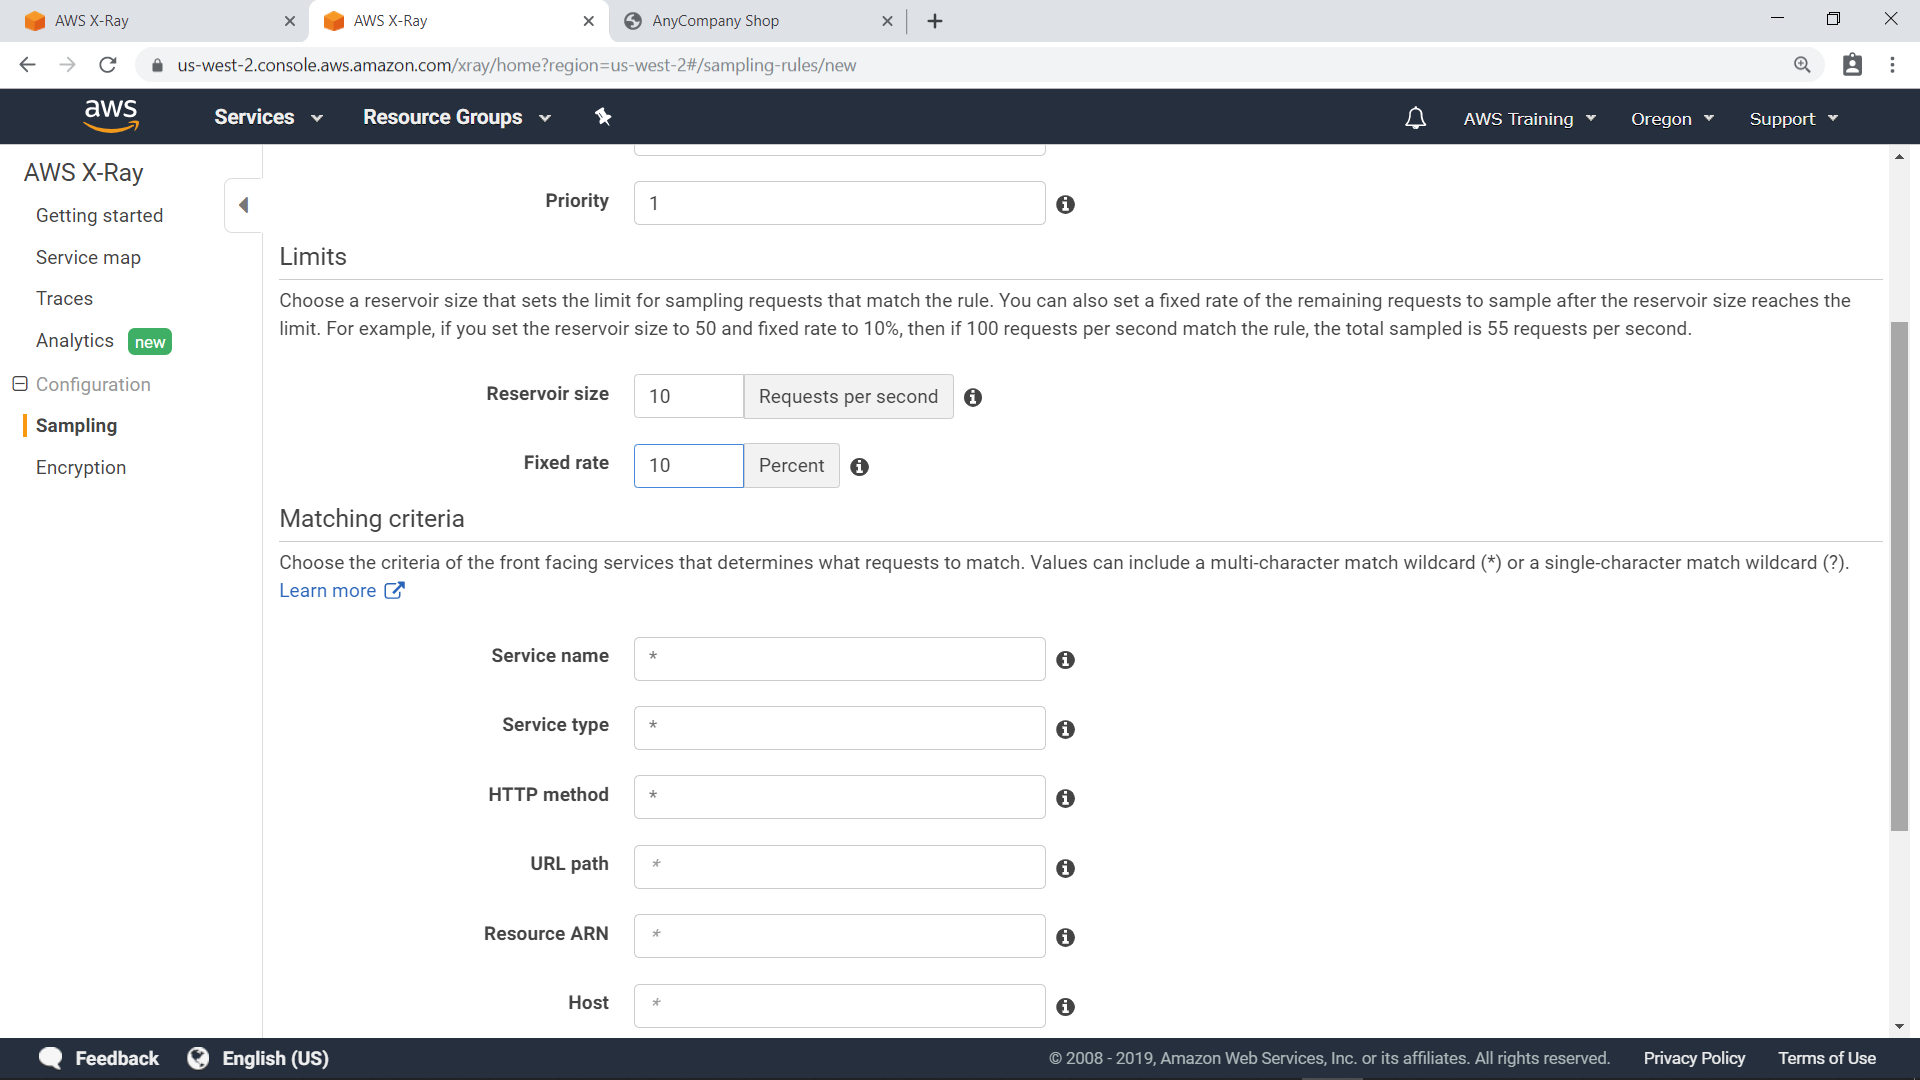 AWS X-Ray
AWS X-Ray
AnyCompany Shop
us-west-2.console.aws.amazon.com/xray/home?region=us-west-2#/sampling-rules/new
aws
Services
Resource Groups
AWS Training
Oregon
Support
AWS X-Ray
Getting started
Service map
Traces
Analytics new
Configuration
Sampling
Encryption
Priority 1
Limits
Choose a reservoir size that sets the limit for sampling requests that match the rule. You can also set a fixed rate of the remaining requests to sample after the reservoir size reaches the
limit. For example, if you set the reservoir size to 50 and fixed rate to 10%, then if 100 requests per second match the rule, the total sampled is 55 requests per second.
Reservoir size 10 Requests per second
Fixed rate 10 Percent
Matching criteria
Choose the criteria of the front facing services that determines what requests to match. Values can include a multi-character match wildcard (*) or a single-character match wildcard (?).
Learn more
Service name *
Service type *
HTTP method *
URL path *
Resource ARN *
Host *
Feedback
English (US)
© 2008 - 2019, Amazon Web Services, Inc. or its affiliates. All rights reserved.
Privacy Policy
Terms of Use